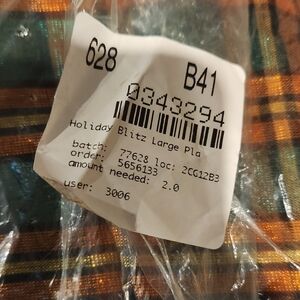 628 B41
0343294
Holiday Blitz Large Pla
batch: 77628 loc: 2CG12B3
order: 5656133
amount needed: 2.0
user: 3006